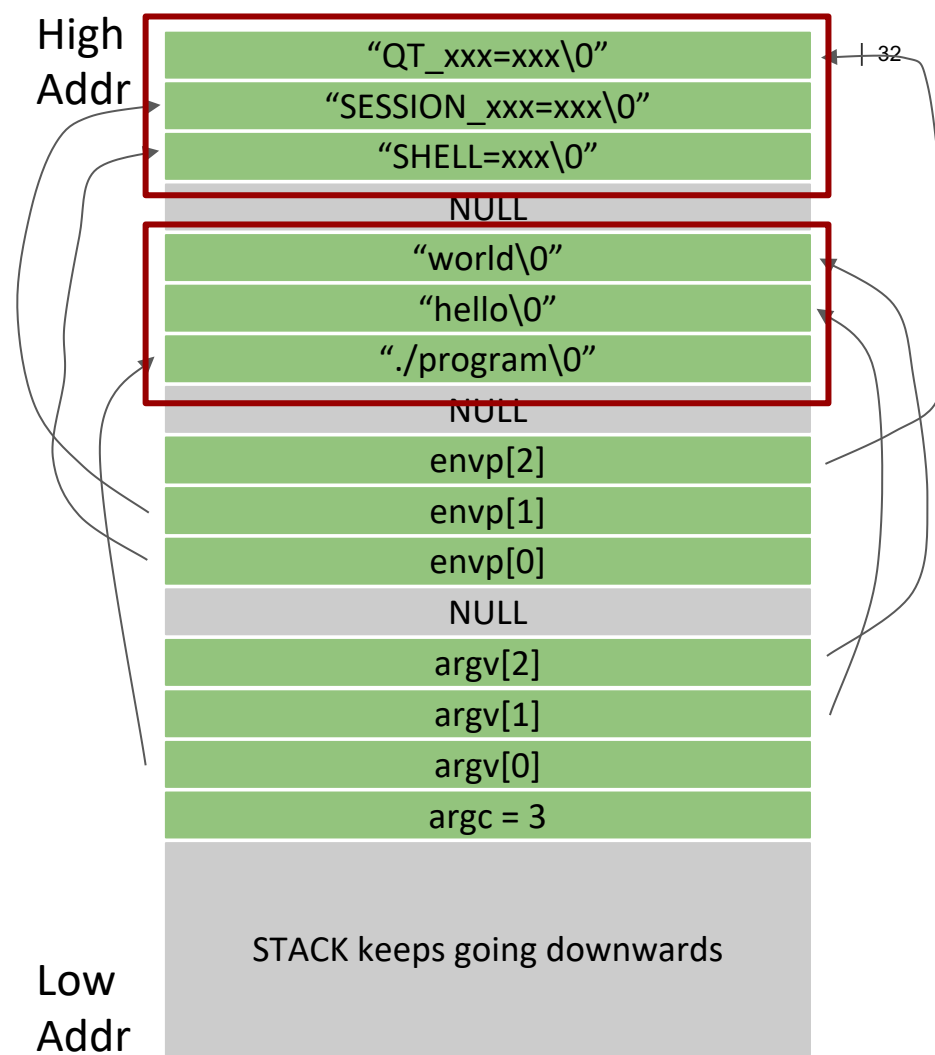 High
Addr
| 32
“QT_xxx=xxx\0”
“SESSION_xxx=xxx\0”
“SHELL=xxx\0”
NULL
“world\0”
“hello\0”
“./program\0”
NULL
envp[2]
envp[1]
envp[0]
NULL
argv[2]
argv[1]
argv[0]
argc = 3
STACK keeps going downwards
Low
Addr